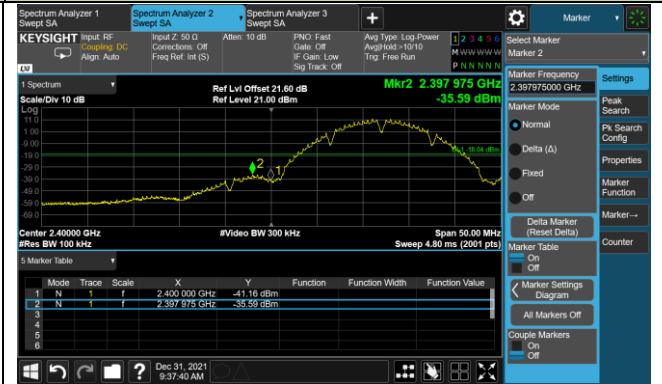 Spectrum Analyzer 1
Swept SA
Spectrum Analyzer 2
Swept SA
Spectrum Analyzer 3
Swept SA
+
Marker
KEYSIGHT
Input: RF
Coupling: DC
Align: Auto
Input Z: 50 Ω
Corrections: Off
Freq Ref: Int (S)
Atten: 10 dB
PNO: Fast
Gate: Off
IF Gain: Low
Sig Track: Off
Avg Type: Log-Power
Avg|Hold:>10/10
Trig: Free Run
1 2 3 4 5 6
M W W W W W
P N N N N N
LXI
Select Marker
Marker 2
1 Spectrum
Scale/Div 10 dB
Ref Lvl Offset 21.60 dB
Ref Level 21.00 dBm
Mkr2 2.397 975 GHz
-35.59 dBm
Log
11.0
1.00
-9.00
-19.0
-29.0
-39.0
-49.0
-59.0
-69.0
2
1
DL1 -18.04 dBm
Center 2.40000 GHz
#Res BW 100 kHz
#Video BW 300 kHz
Span 50.00 MHz
Sweep 4.80 ms (2001 pts)
5 Marker Table
Mode Trace Scale X Y Function Function Width Function Value
1 N 1 f 2.400 000 GHz -41.16 dBm
2 N 1 f 2.397 975 GHz -35.59 dBm
3
4
5
6
Marker Frequency
2.397975000 GHz
Marker Mode
Normal
Delta (Δ)
Fixed
Off
Delta Marker
(Reset Delta)
Marker Table
On
Off
Marker Settings
Diagram
All Markers Off
Couple Markers
On
Off
Settings
Peak
Search
Pk Search
Config
Properties
Marker
Function
Marker→
Counter
?
Dec 31, 2021
9:37:40 AM